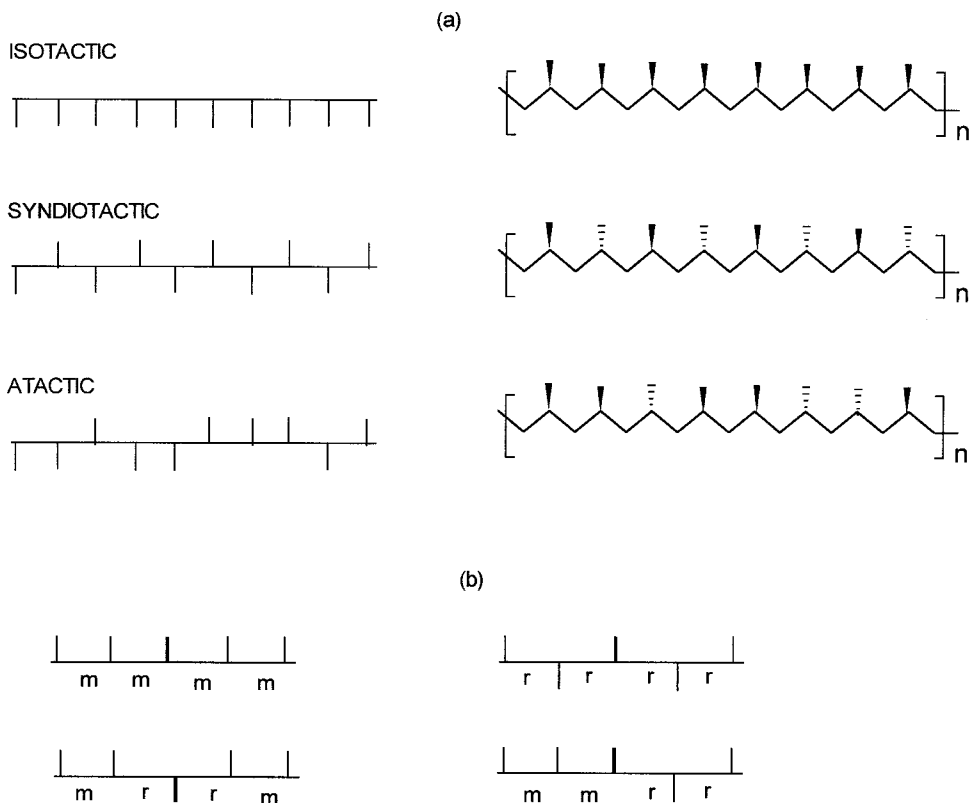 (a)
ISOTACTIC
n
SYNDIOTACTIC
n
ATACTIC
n
(b)
m m m m
r r r r
m r r m
m m r r